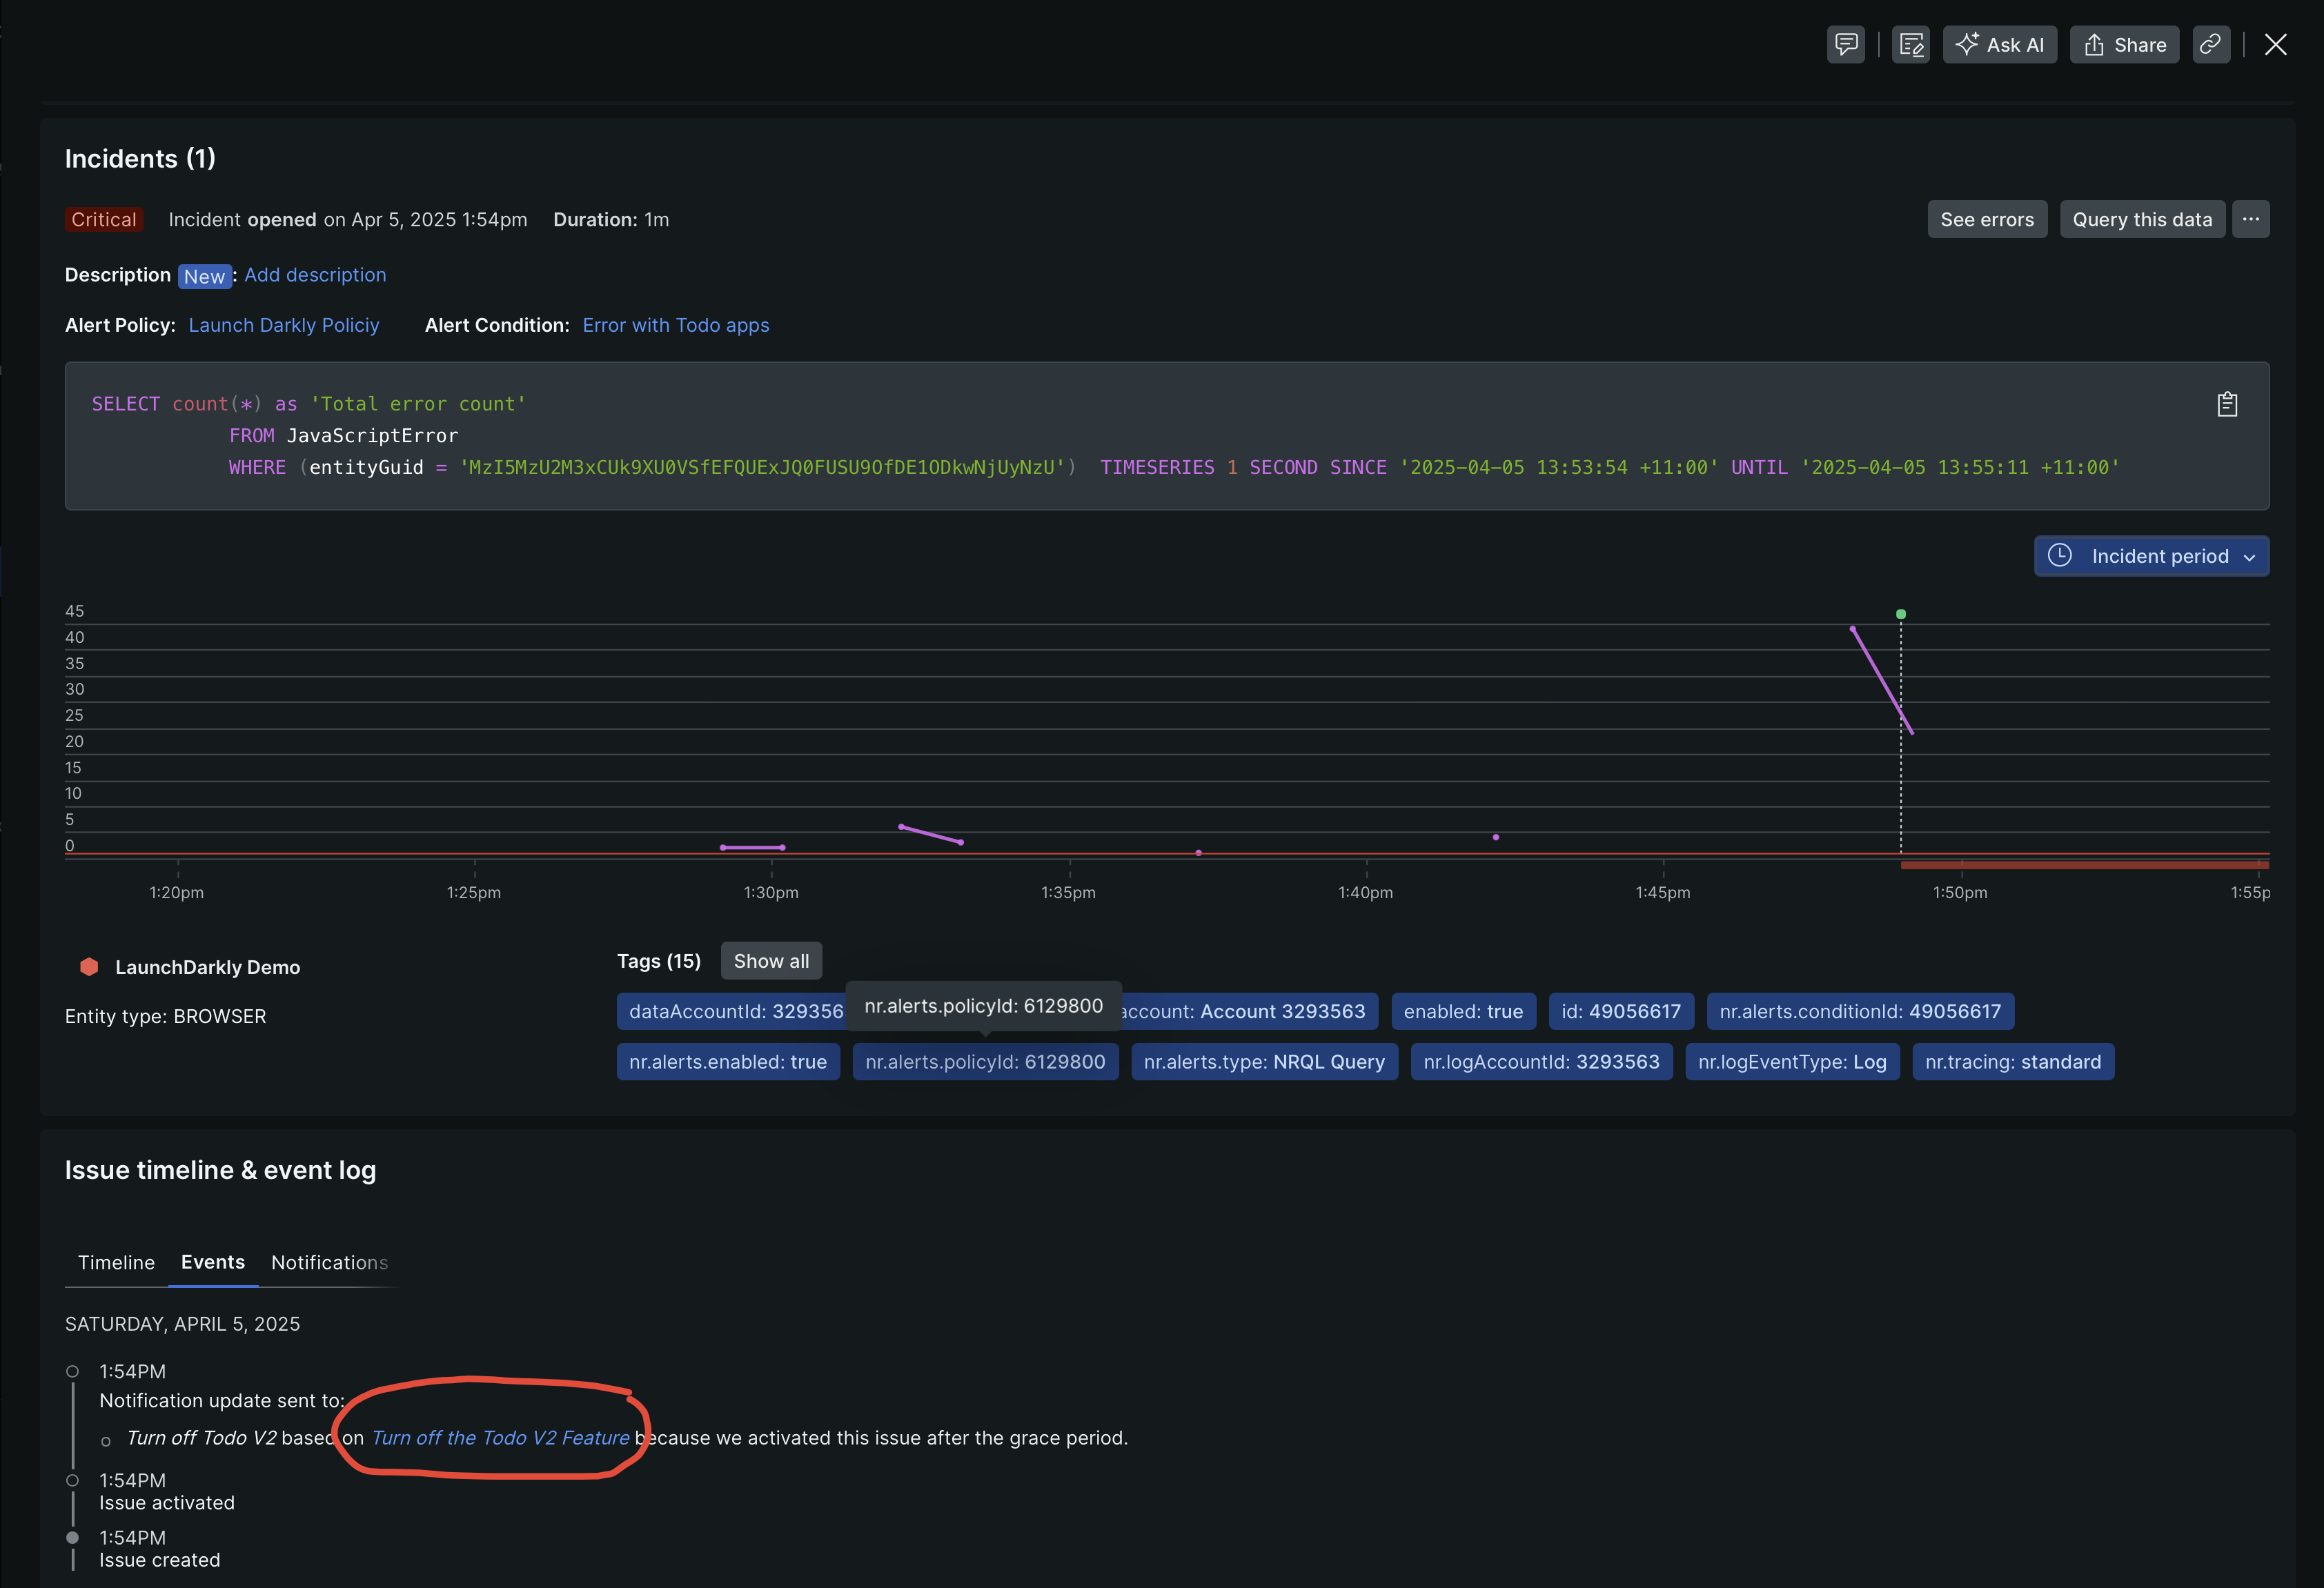 Ask AI
Share
Incidents (1)
Critical Incident opened on Apr 5, 2025 1:54pm Duration: 1m
See errors
Query this data
Description New: Add description
Alert Policy: Launch Darkly Policiy Alert Condition: Error with Todo apps
SELECT count(*) as 'Total error count'
FROM JavaScriptError
WHERE (entityGuid = 'MzI5MzU2M3xCUk9XU0VSfEFQUExJQ0FUSU9OfDE1ODkwNjUyNzU') TIMESERIES 1 SECOND SINCE '2025-04-05 13:53:54 +11:00' UNTIL '2025-04-05 13:55:11 +11:00'
Incident period
45
40
35
30
25
20
15
10
5
0
1:20pm 1:25pm 1:30pm 1:35pm 1:40pm 1:45pm 1:50pm 1:55p
LaunchDarkly Demo
Entity type: BROWSER
Tags (15) Show all
nr.alerts.policyId: 6129800
dataAccountId: 329356 account: Account 3293563 enabled: true id: 49056617 nr.alerts.conditionId: 49056617
nr.alerts.enabled: true nr.alerts.policyId: 6129800 nr.alerts.type: NRQL Query nr.logAccountId: 3293563 nr.logEventType: Log nr.tracing: standard
Issue timeline & event log
Timeline Events Notifications
SATURDAY, APRIL 5, 2025
1:54PM
Notification update sent to:
Turn off Todo V2 based on Turn off the Todo V2 Feature because we activated this issue after the grace period.
1:54PM
Issue activated
1:54PM
Issue created